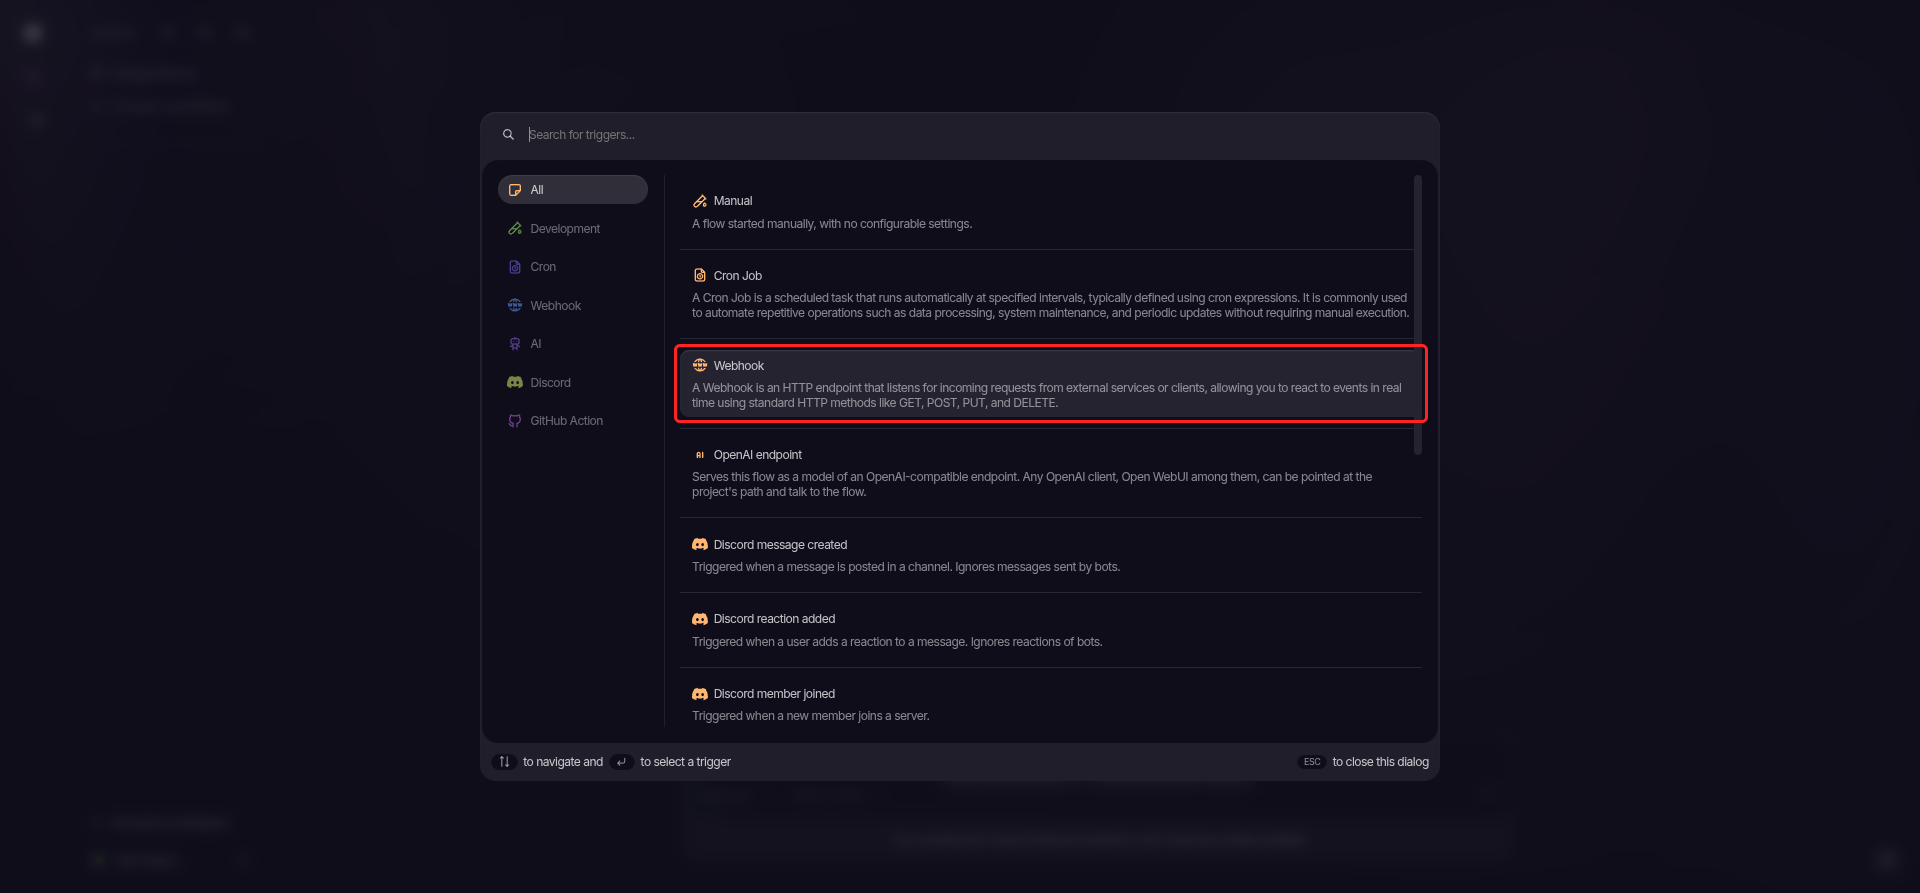 Search for triggers...
All
Development
Cron
Webhook
AI
Discord
GitHub Action
Manual
A flow started manually, with no configurable settings.
Cron Job
A Cron Job is a scheduled task that runs automatically at specified intervals, typically defined using cron expressions. It is commonly used
to automate repetitive operations such as data processing, system maintenance, and periodic updates without requiring manual execution.
Webhook
A Webhook is an HTTP endpoint that listens for incoming requests from external services or clients, allowing you to react to events in real
time using standard HTTP methods like GET, POST, PUT, and DELETE.
AI OpenAI endpoint
Serves this flow as a model of an OpenAI-compatible endpoint. Any OpenAI client, Open WebUI among them, can be pointed at the
project's path and talk to the flow.
Discord message created
Triggered when a message is posted in a channel. Ignores messages sent by bots.
Discord reaction added
Triggered when a user adds a reaction to a message. Ignores reactions of bots.
Discord member joined
Triggered when a new member joins a server.
to navigate and to select a trigger
ESC to close this dialog